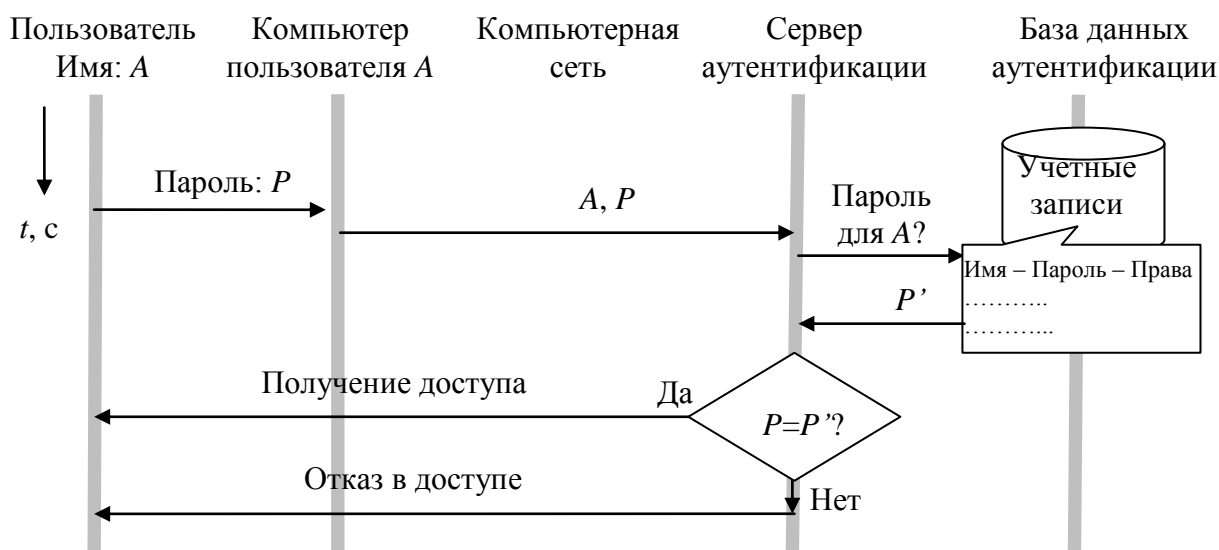 Пользователь
Имя: A
Компьютер
пользователя A
Компьютерная
сеть
Сервер
аутентификации
База данных
аутентификации
Учетные
записи
Пароль: P
A, P
Пароль
для A?
t, с
Имя – Пароль – Права
………..
………...
P’
Получение доступа
Да
P=P’?
Отказ в доступе
Нет